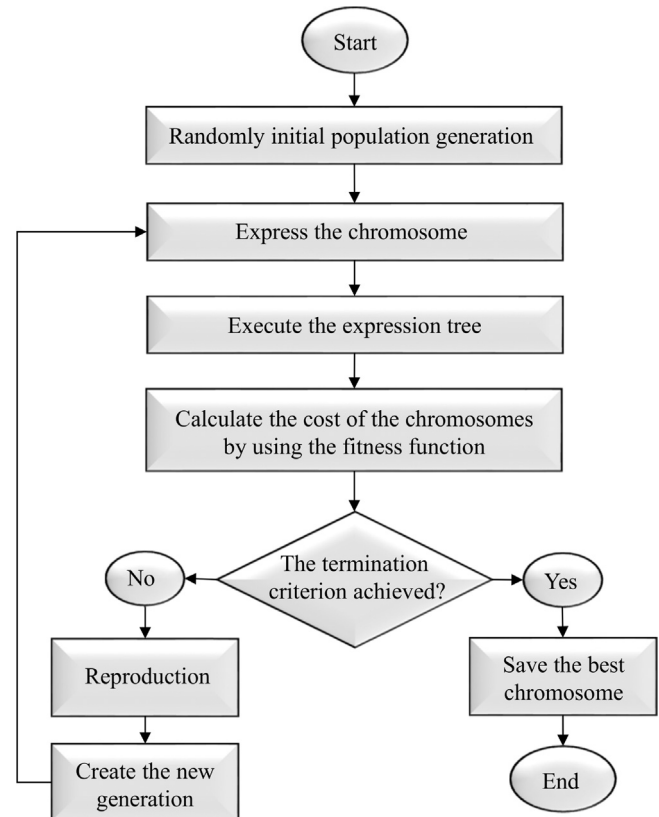 Start
Randomly initial population generation
Express the chromosome
Execute the expression tree
Calculate the cost of the chromosomes
by using the fitness function
The termination
criterion achieved?
No
Yes
Reproduction
Save the best
chromosome
Create the new
generation
End